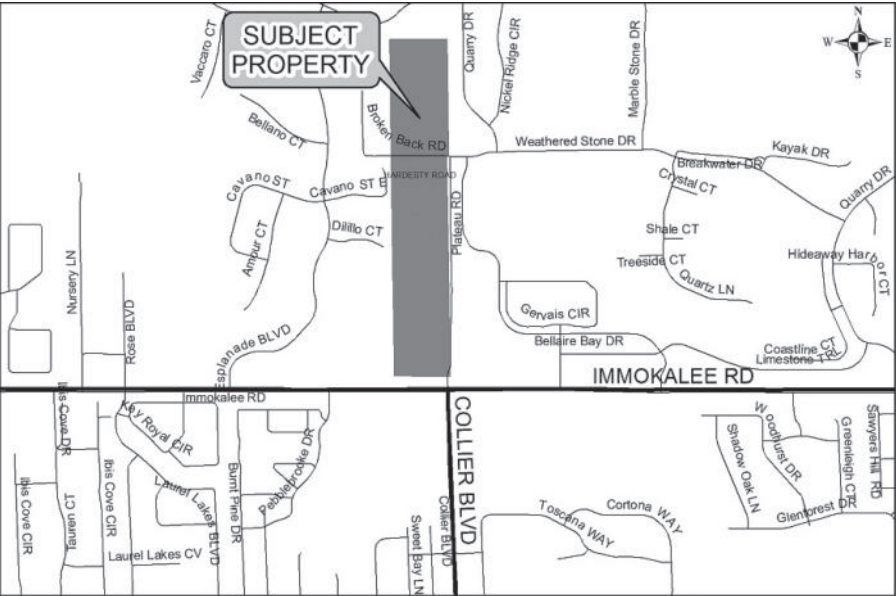 SUBJECT
PROPERTY
N
W
E
S
Vaccaro CT
Quarry DR
Nickel Ridge CIR
Marble Stone DR
Bellano CT
Broken Back RD
Weathered Stone DR
Kayak DR
Breakwater DR
HARDESTY ROAD
Crystal CT
Cavano ST
Cavano ST E
Quarry DR
Plateau RD
Dilillo CT
Shale CT
Amour CT
Nursery LN
Treeside CT
Hideaway Harbor CT
Quartz LN
Rose BLVD
Gervais CIR
Esplanade BLVD
Bellaire Bay DR
Coastline CT
Limestone TRL
IMMOKALEE RD
mmokalee RD
Ibis Cove DR
Key Royal CIR
COLLIER BLVD
Woodhurst DR
Sawyers Hill RD
Greenleigh CT
Shadow Oak LN
Pebblebrooke DR
Ibis Cove CIR
Ibis Cove CIR
Laurel Lakes BLVD
Burnt Pine DR
Tauren CT
Collier BLVD
Toscana WAY
Cortona WAY
Glenforest DR
Sweet Bay LN
Laurel Lakes CV